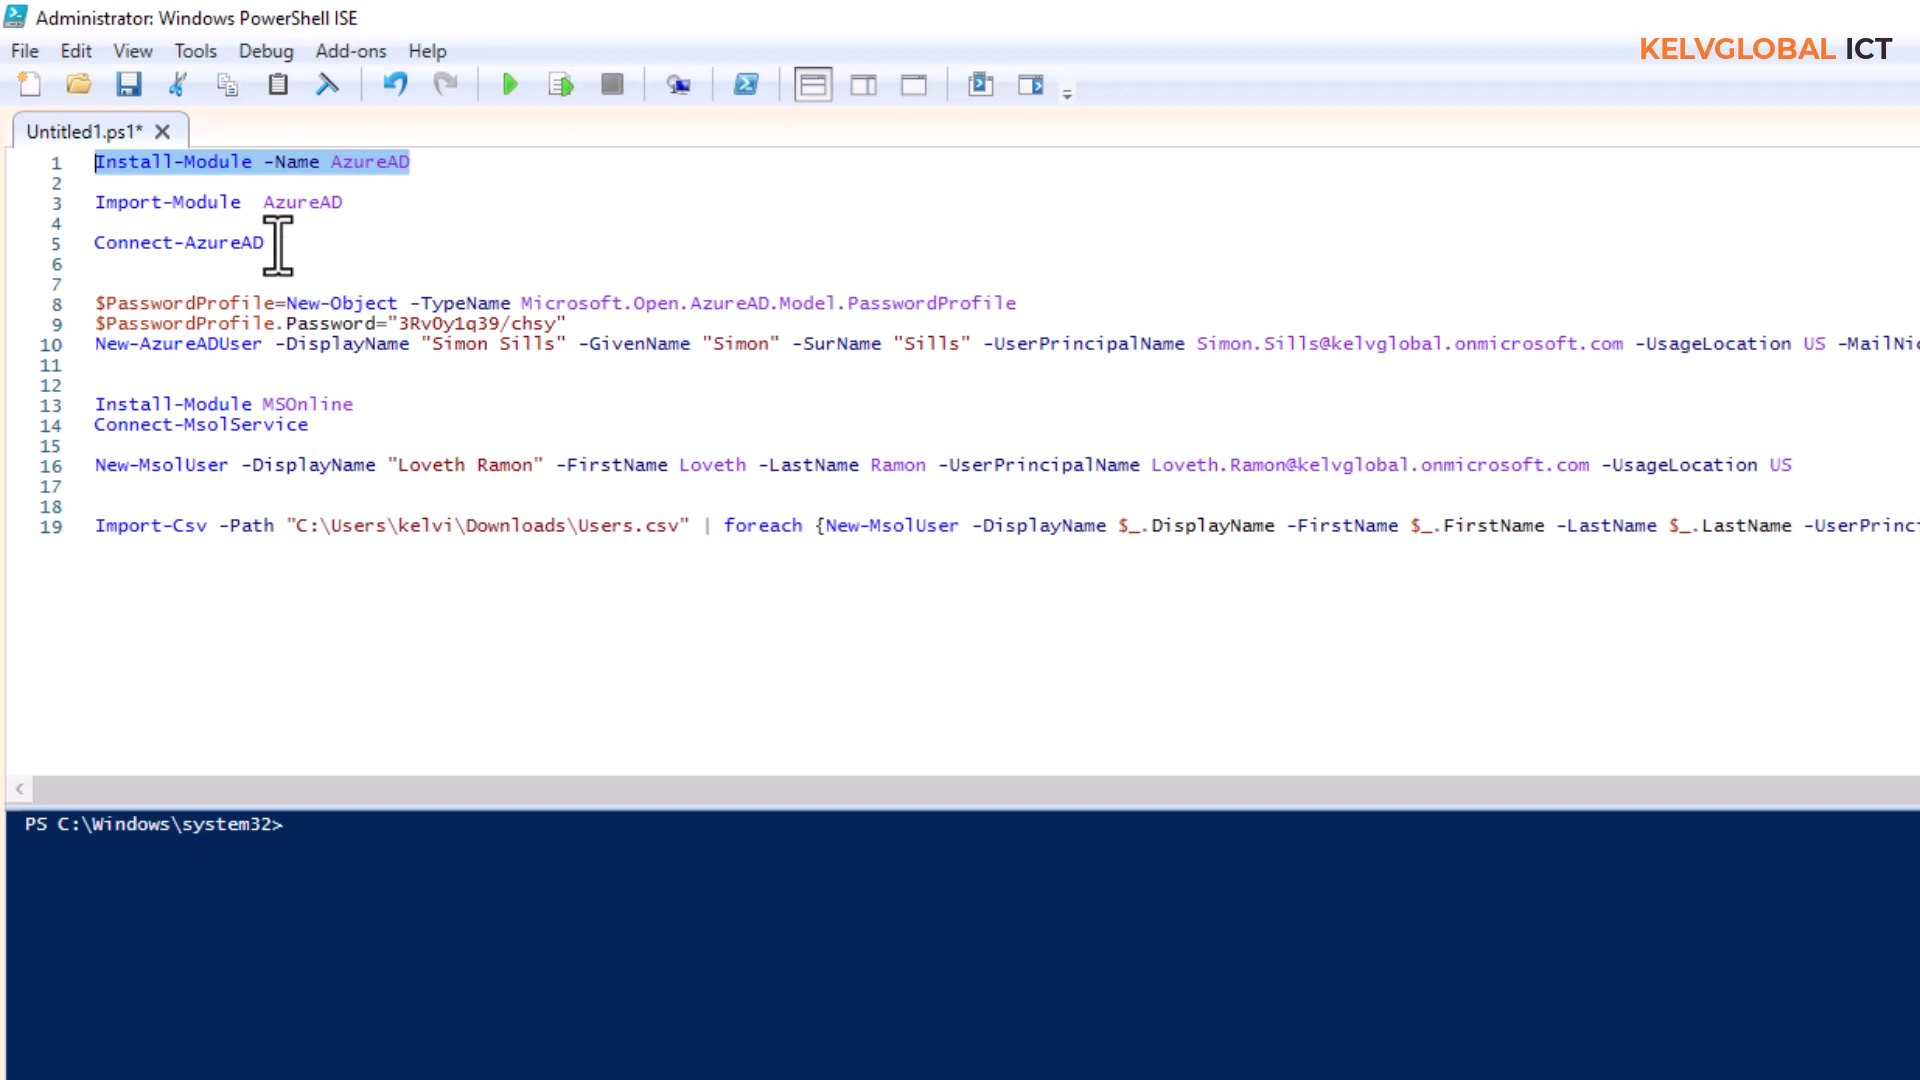 Administrator: Windows PowerShell ISE
KELVGLOBAL ICT
File Edit View Tools Debug Add-ons Help
Untitled1.ps1*
1 Install-Module -Name AzureAD
2
3 Import-Module  AzureAD
4
5 Connect-AzureAD
6
7
8 $PasswordProfile=New-Object -TypeName Microsoft.Open.AzureAD.Model.PasswordProfile
9 $PasswordProfile.Password="3Rv0y1q39/chsy"
10 New-AzureADUser -DisplayName "Simon Sills" -GivenName "Simon" -SurName "Sills" -UserPrincipalName Simon.Sills@kelvglobal.onmicrosoft.com -UsageLocation US -MailNic
11
12
13 Install-Module MSOnline
14 Connect-MsolService
15
16 New-MsolUser -DisplayName "Loveth Ramon" -FirstName Loveth -LastName Ramon -UserPrincipalName Loveth.Ramon@kelvglobal.onmicrosoft.com -UsageLocation US
17
18
19 Import-Csv -Path "C:\Users\kelvi\Downloads\Users.csv" | foreach {New-MsolUser -DisplayName $_.DisplayName -FirstName $_.FirstName -LastName $_.LastName -UserPrinci
PS C:\Windows\system32>